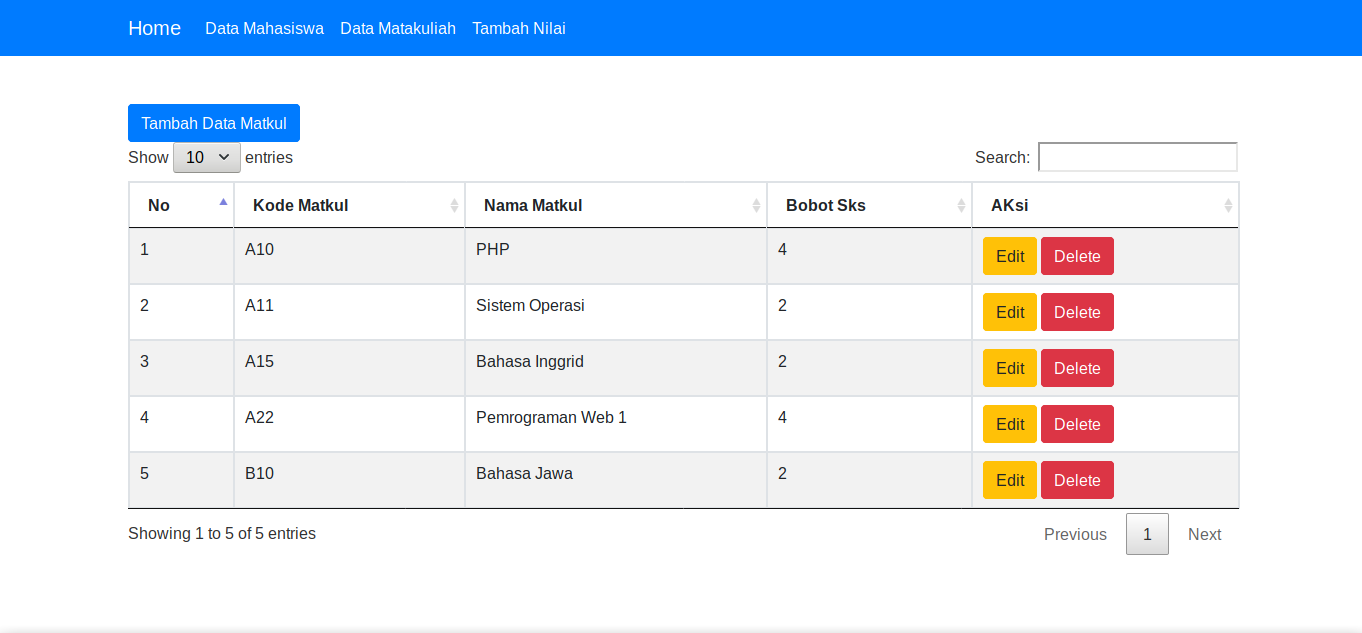 Home Data Mahasiswa Data Matakuliah Tambah Nilai
Tambah Data Matkul
Show 10 entries Search:
No Kode Matkul Nama Matkul Bobot Sks AKsi
1 A10 PHP 4 Edit Delete
2 A11 Sistem Operasi 2 Edit Delete
3 A15 Bahasa Inggrid 2 Edit Delete
4 A22 Pemrograman Web 1 4 Edit Delete
5 B10 Bahasa Jawa 2 Edit Delete
Showing 1 to 5 of 5 entries Previous 1 Next